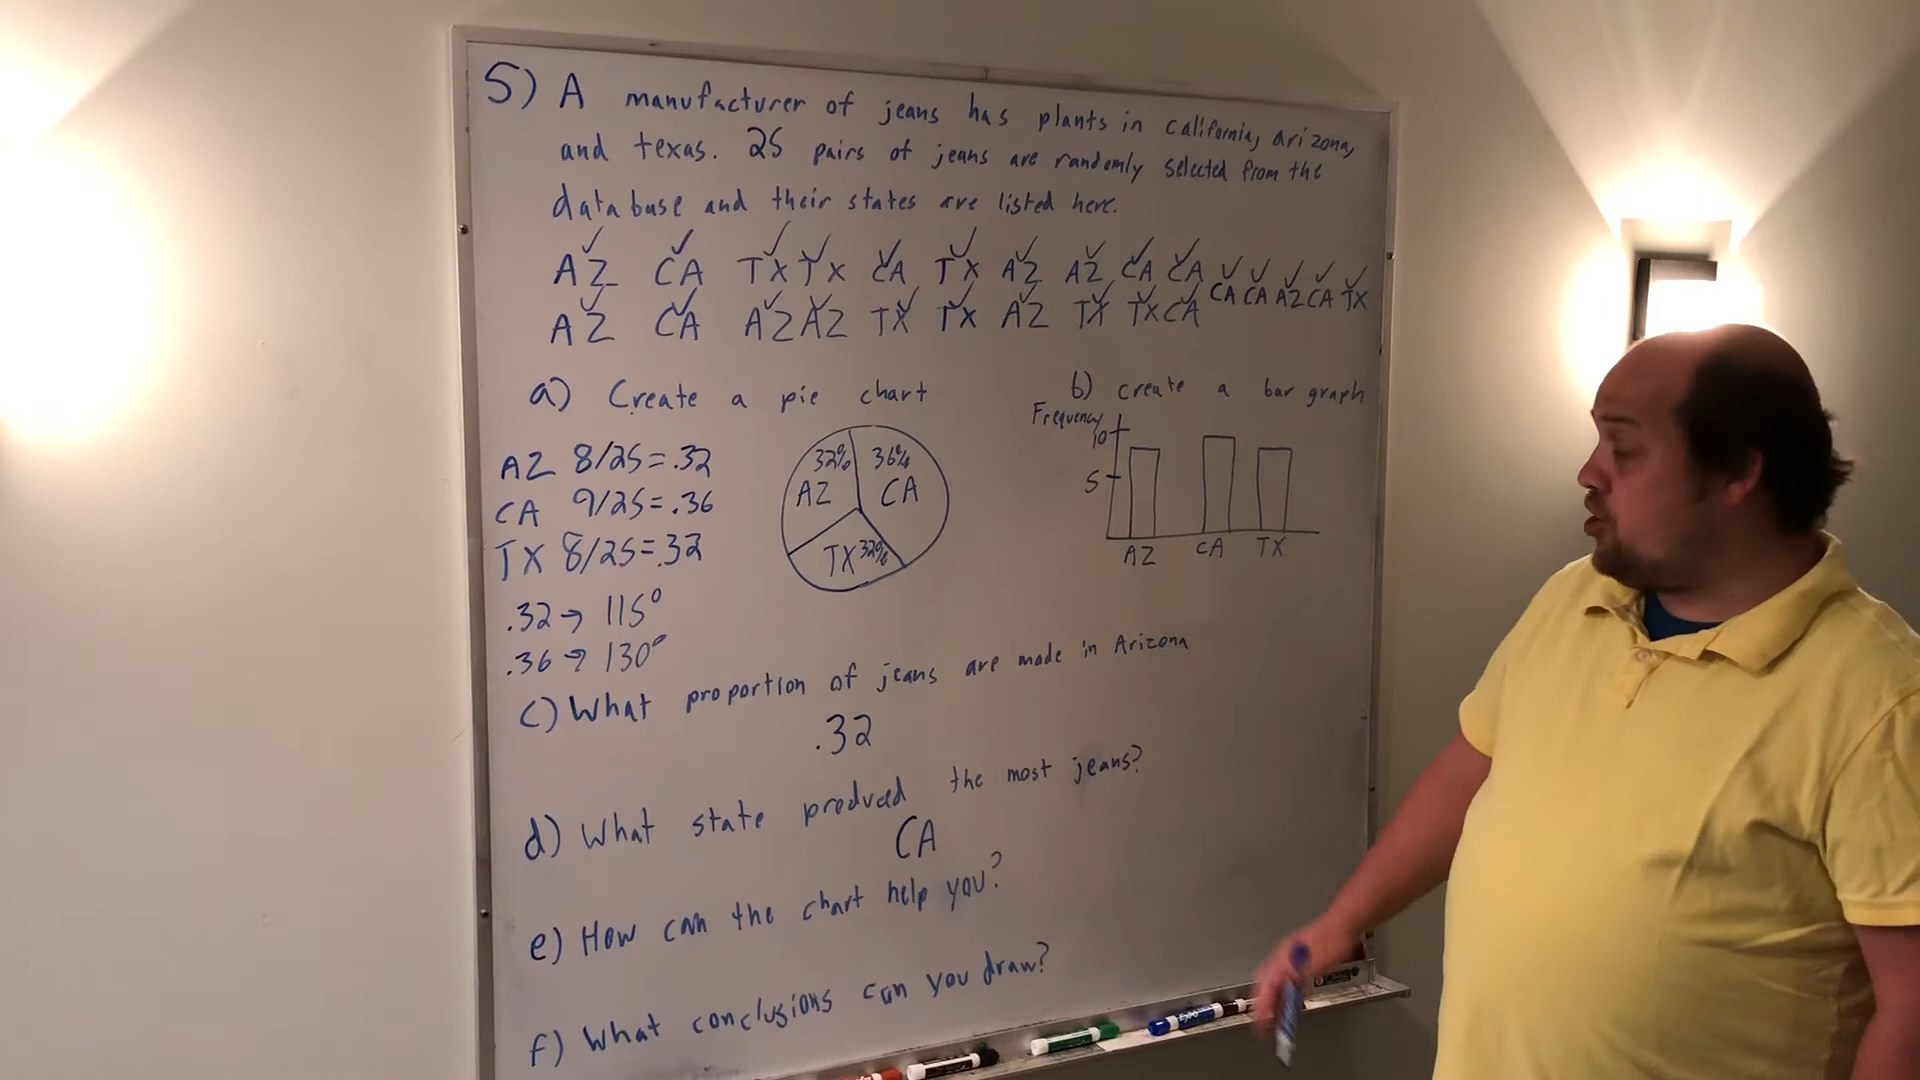 5) A manufacturer of jeans has plants in california, arizona,
and texas. 25 pairs of jeans are randomly selected from the
database and their states are listed here.
AZ CA TX TX CA TX AZ AZ CA CA CA CA AZ CA TX
AZ CA AZ AZ TX TX AZ TX TX CA
a) Create a pie chart
AZ 8/25=.32
CA 9/25=.36
TX 8/25=.32
.32→115°
.36→130°
32% AZ
36% CA
TX 32%
b) create a bar graph
Frequency
10
5
AZ CA TX
c) What proportion of jeans are made in Arizona
.32
d) What state produced the most jeans?
CA
e) How can the chart help you?
f) What conclusions can you draw?